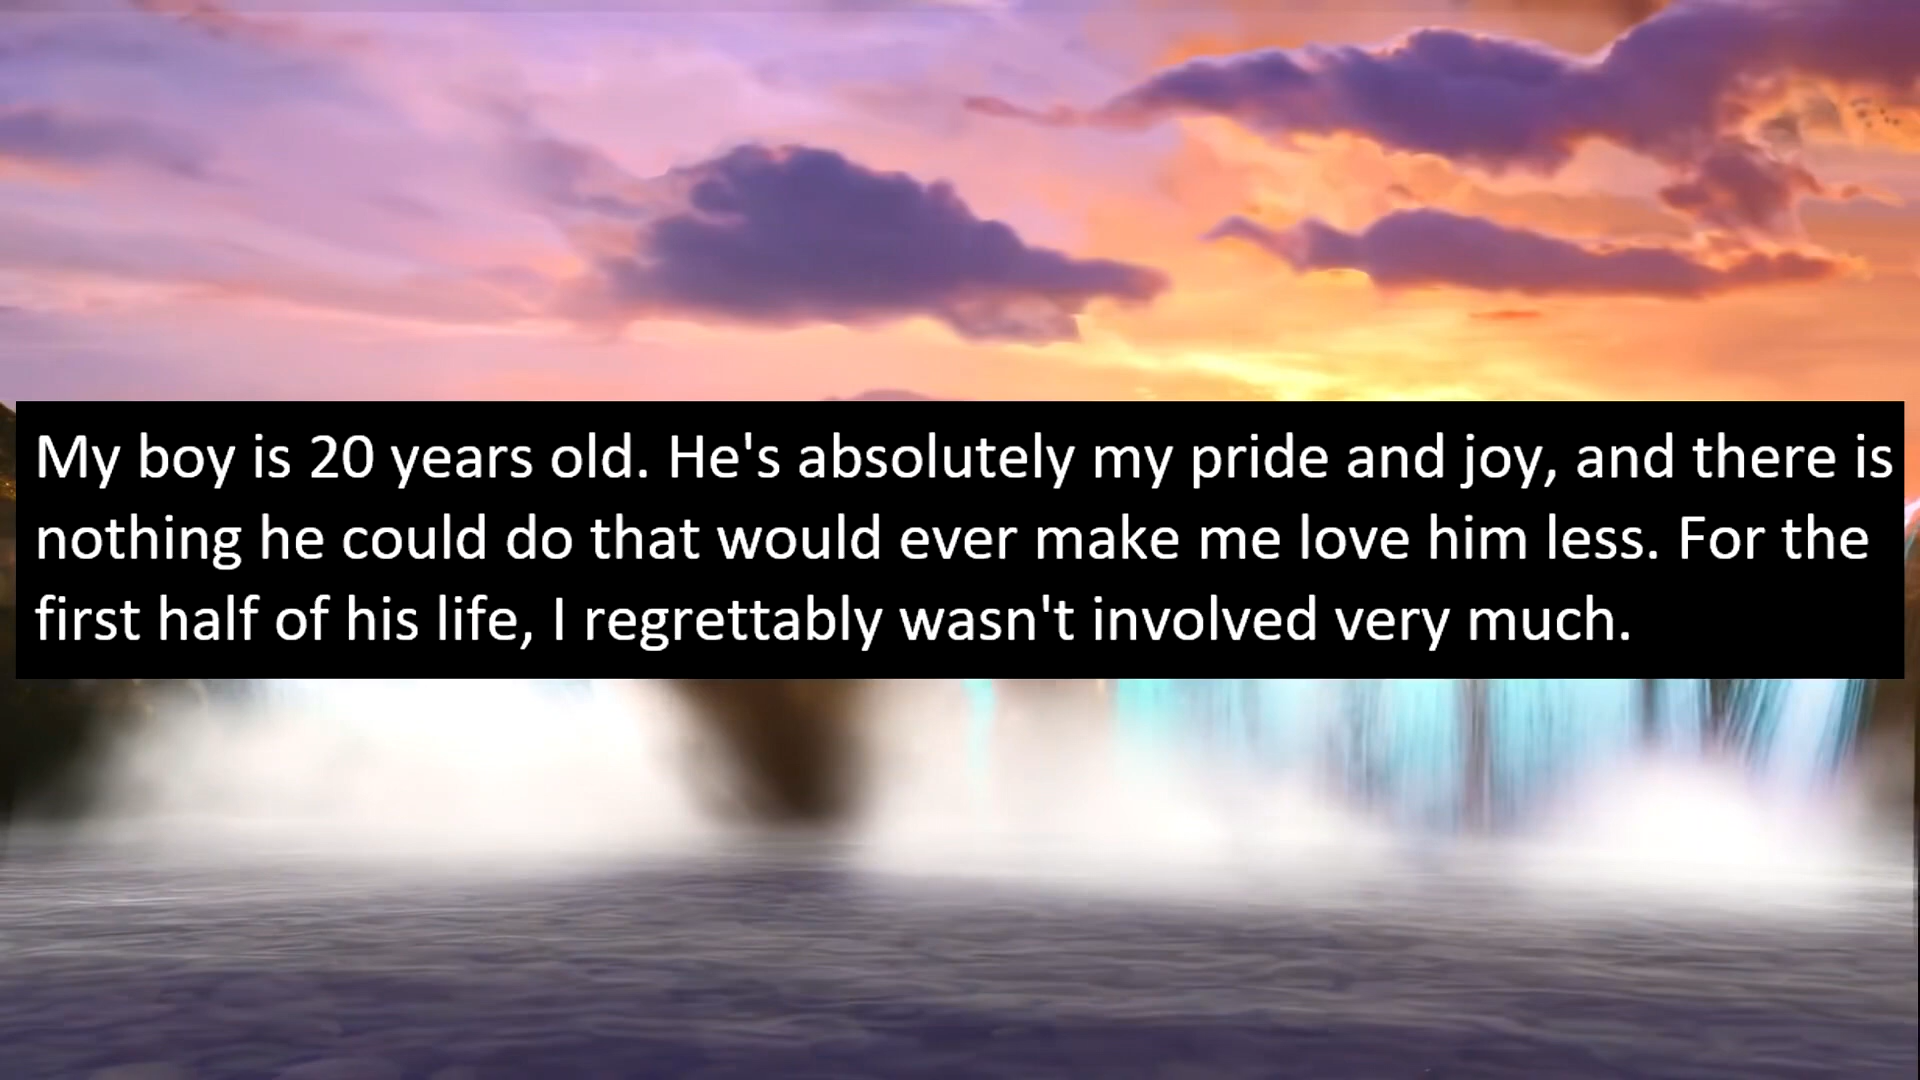 My boy is 20 years old. He's absolutely my pride and joy, and there is
nothing he could do that would ever make me love him less. For the
first half of his life, I regrettably wasn't involved very much.